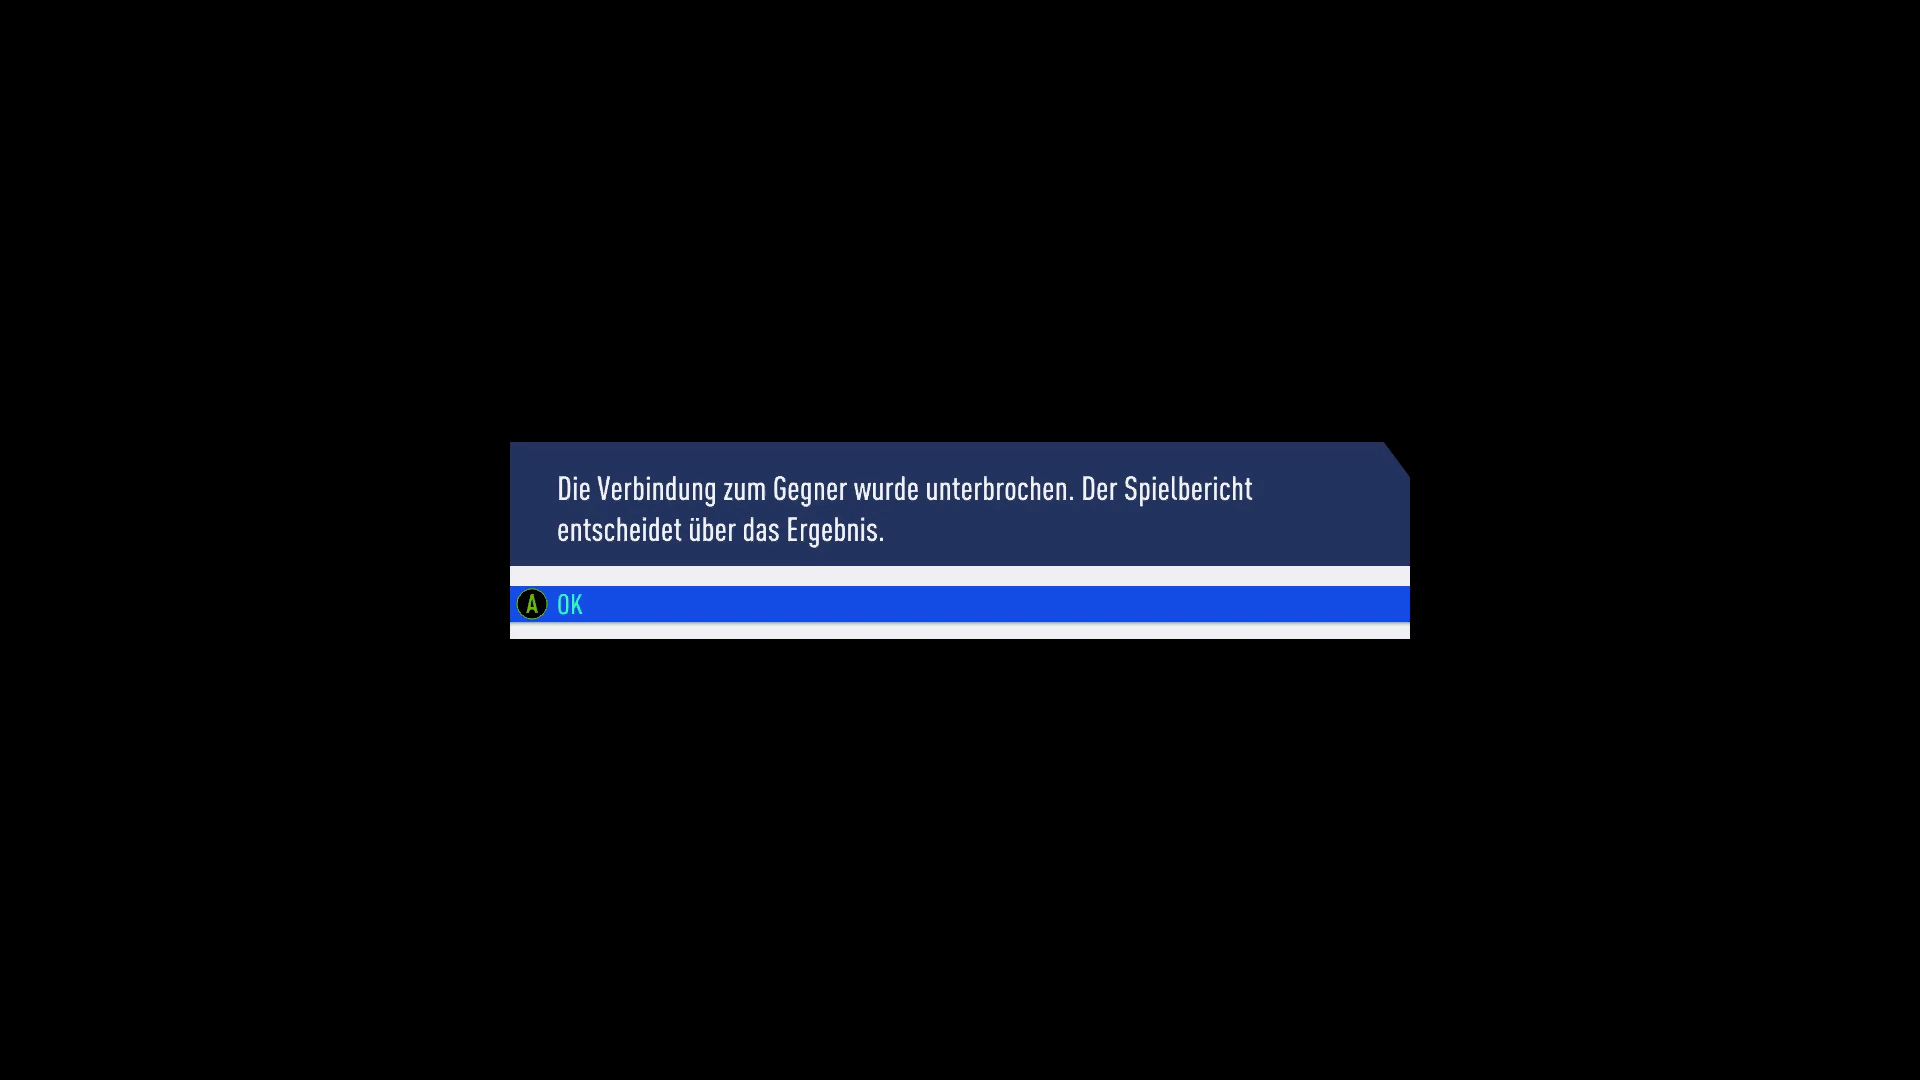 Die Verbindung zum Gegner wurde unterbrochen. Der Spielbericht
entscheidet über das Ergebnis.
A OK